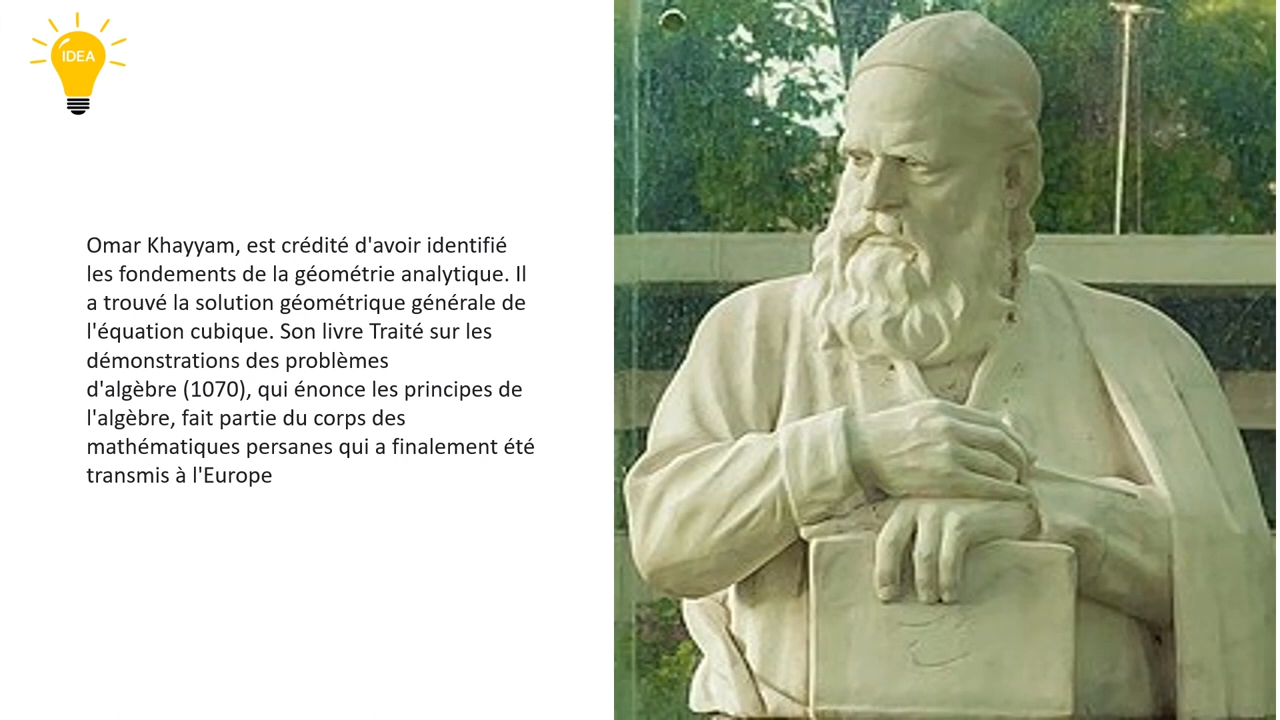 IDEA
Omar Khayyam, est crédité d'avoir identifié
les fondements de la géométrie analytique. Il
a trouvé la solution géométrique générale de
l'équation cubique. Son livre Traité sur les
démonstrations des problèmes
d'algèbre (1070), qui énonce les principes de
l'algèbre, fait partie du corps des
mathématiques persanes qui a finalement été
transmis à l'Europe